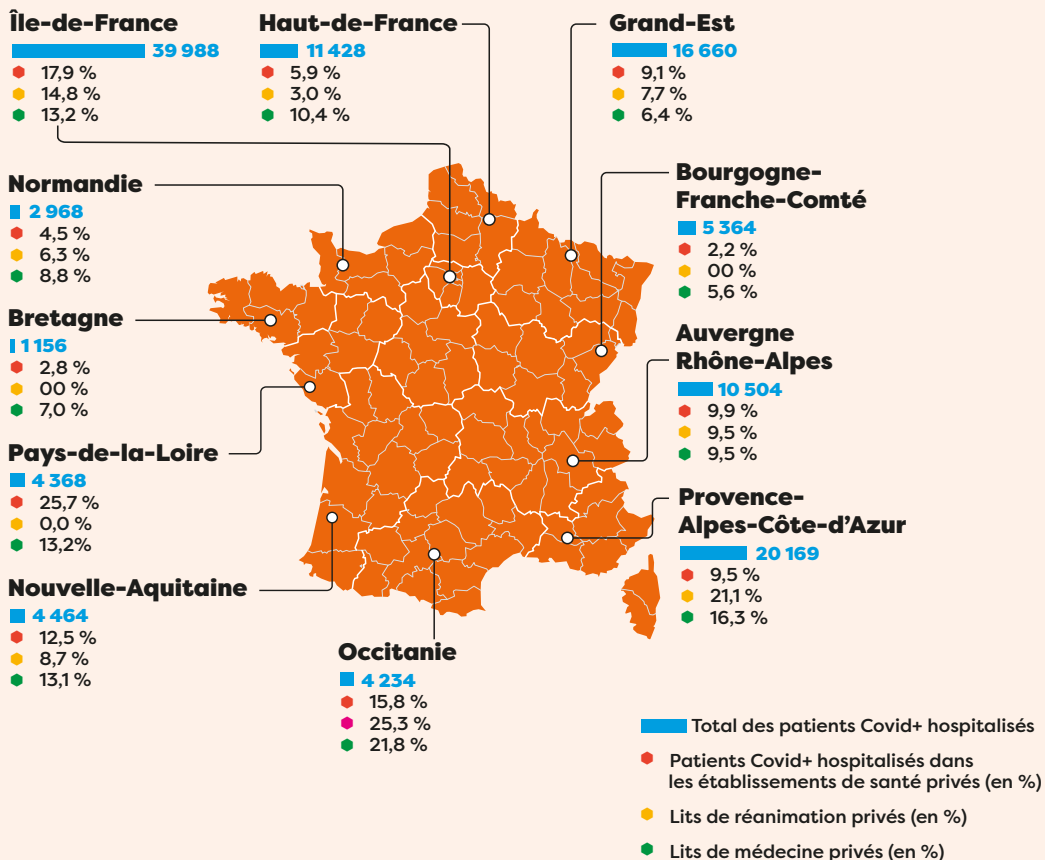 Île-de-France
39 988
17,9 %
14,8 %
13,2 %
Haut-de-France
11 428
5,9 %
3,0 %
10,4 %
Grand-Est
16 660
9,1 %
7,7 %
6,4 %
Normandie
2 968
4,5 %
6,3 %
8,8 %
Bourgogne-
Franche-Comté
5 364
2,2 %
00 %
5,6 %
Bretagne
1 156
2,8 %
00 %
7,0 %
Auvergne
Rhône-Alpes
10 504
9,9 %
9,5 %
9,5 %
Pays-de-la-Loire
4 368
25,7 %
0,0 %
13,2%
Provence-
Alpes-Côte-d’Azur
20 169
9,5 %
21,1 %
16,3 %
Nouvelle-Aquitaine
4 464
12,5 %
8,7 %
13,1 %
Occitanie
4 234
15,8 %
25,3 %
21,8 %
Total des patients Covid+ hospitalisés
Patients Covid+ hospitalisés dans
les établissements de santé privés (en %)
Lits de réanimation privés (en %)
Lits de médecine privés (en %)